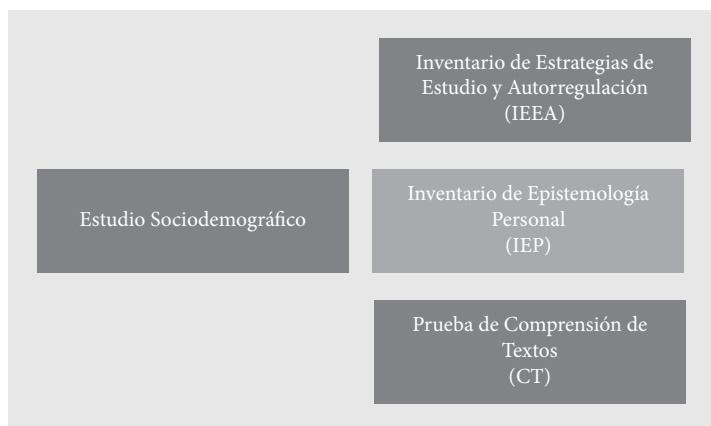 Inventario de Estrategias de
Estudio y Autorregulación
(IEEA)
Estudio Sociodemográfico
Inventario de Epistemología
Personal
(IEP)
Prueba de Comprensión de
Textos
(CT)